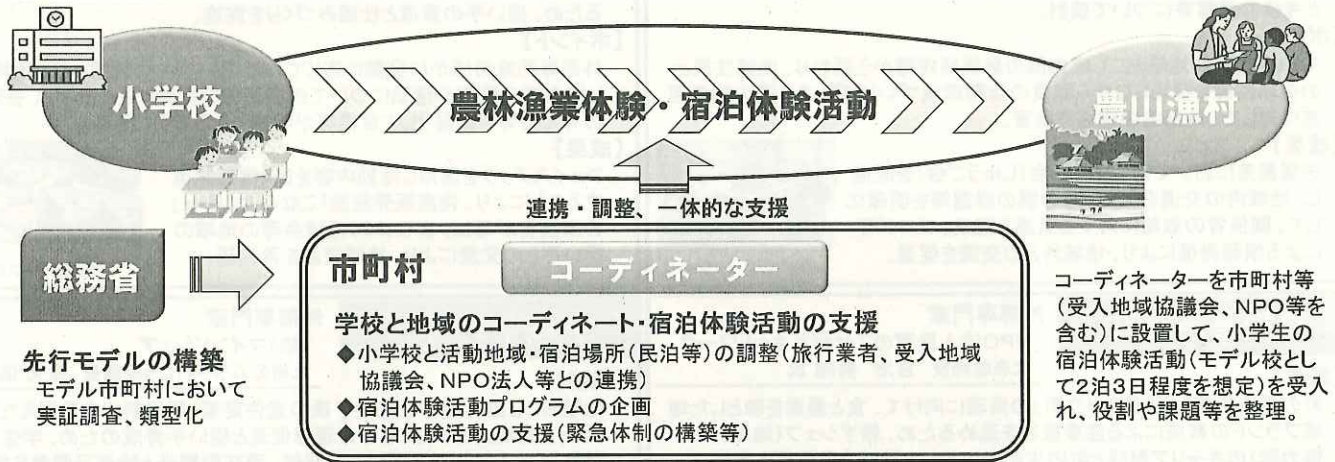 小学校
農林漁業体験・宿泊体験活動
農山漁村
連携・調整、一体的な支援
総務省
先行モデルの構築
モデル市町村において
実証調査、類型化
市町村
コーディネーター
学校と地域のコーディネート・宿泊体験活動の支援
◆小学校と活動地域・宿泊場所(民泊等)の調整(旅行業者、受入地域
協議会、NPO法人等との連携)
◆宿泊体験活動プログラムの企画
◆宿泊体験活動の支援(緊急体制の構築等)
コーディネーターを市町村等
(受入地域協議会、NPO等を
含む)に設置して、小学生の
宿泊体験活動(モデル校とし
て2泊3日程度を想定)を受入
れ、役割や課題等を整理。